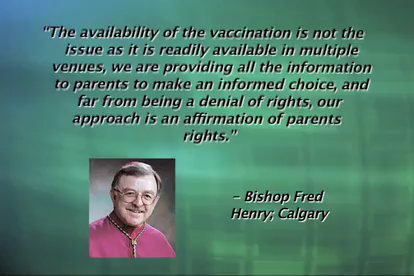 "The availability of the vaccination is not the
issue as it is readily available in multiple
venues, we are providing all the information
to parents to make an informed choice, and
far from being a denial of rights, our
approach is an affirmation of parents
rights."
– Bishop Fred
Henry; Calgary